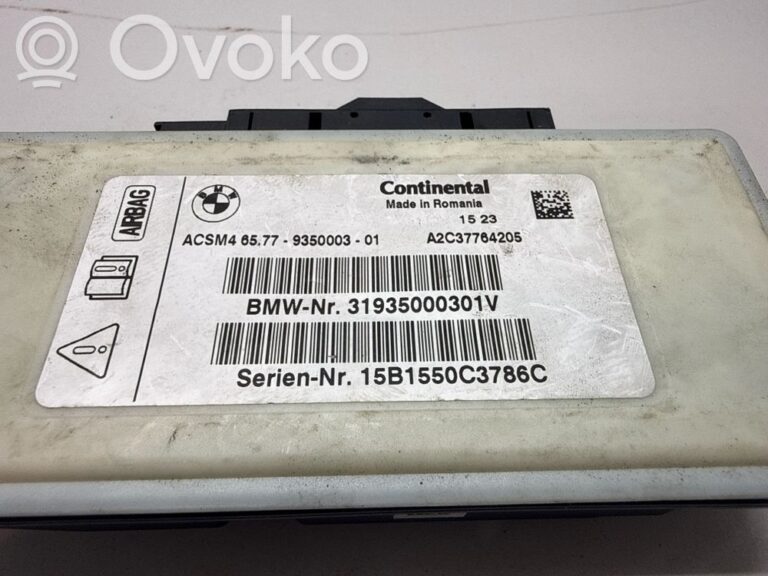 Ovoko
AIRBAG
BMW
Continental
Made in Romania
15 23
ACSM4 65.77 - 9350003 - 01 A2C37764205
BMW-Nr. 31935000301V
Serien-Nr. 15B1550C3786C